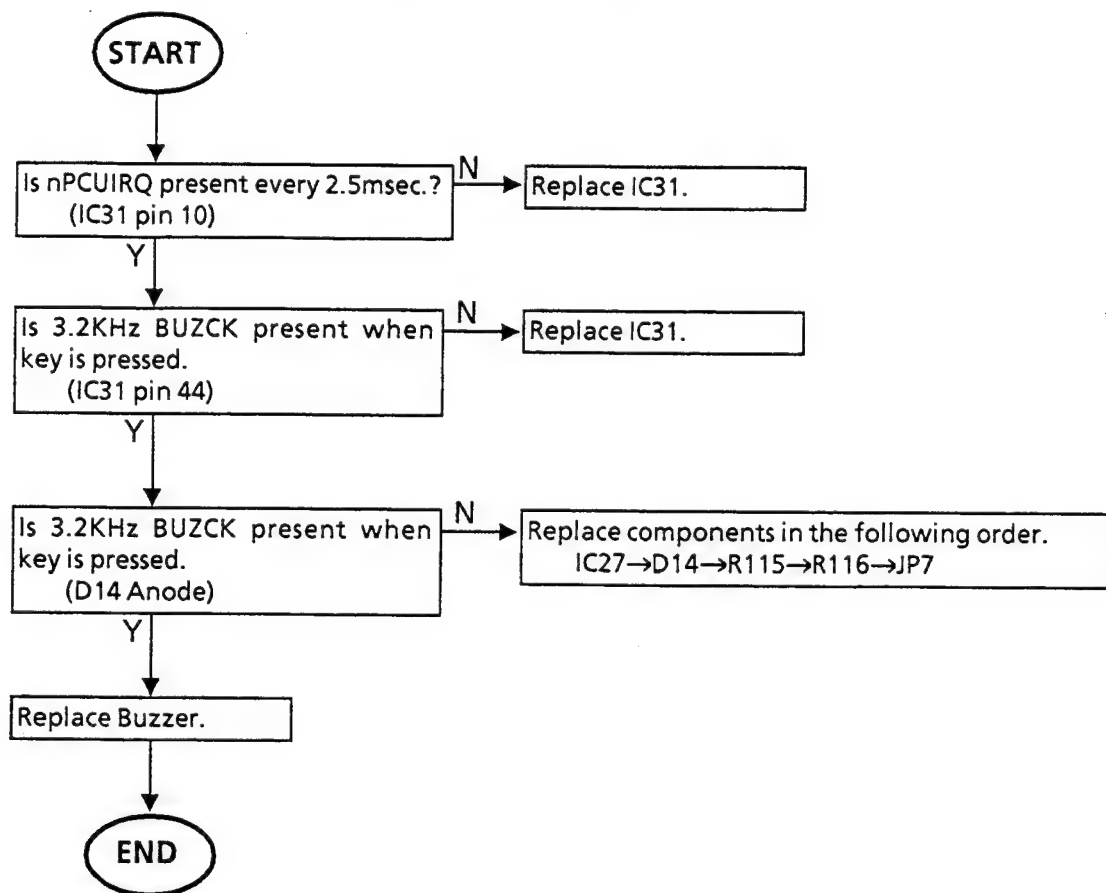 START
Is nPCUIRQ present every 2.5msec.?
(IC31 pin 10)
N
Replace IC31.
Y
Is 3.2KHz BUZCK present when
key is pressed.
(IC31 pin 44)
N
Replace IC31.
Y
Is 3.2KHz BUZCK present when
key is pressed.
(D14 Anode)
N
Replace components in the following order.
IC27→D14→R115→R116→JP7
Y
Replace Buzzer.
END